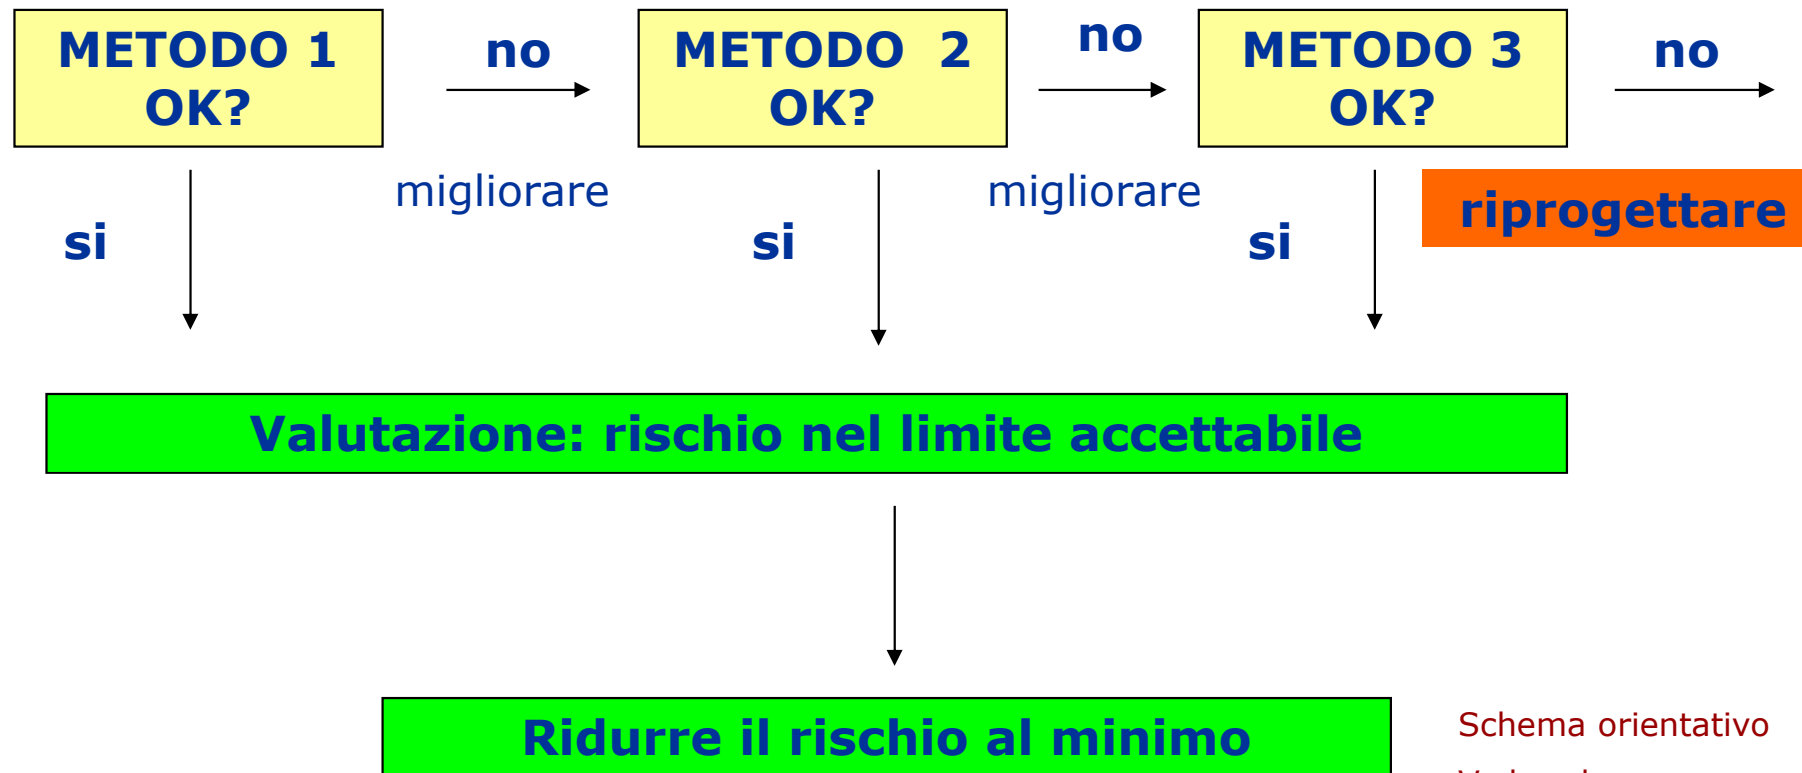 METODO 1
OK?
no
METODO 2
OK?
no
METODO 3
OK?
no
migliorare
migliorare
riprogettare
si
si
si
Valutazione: rischio nel limite accettabile
Ridurre il rischio al minimo
Schema orientativo